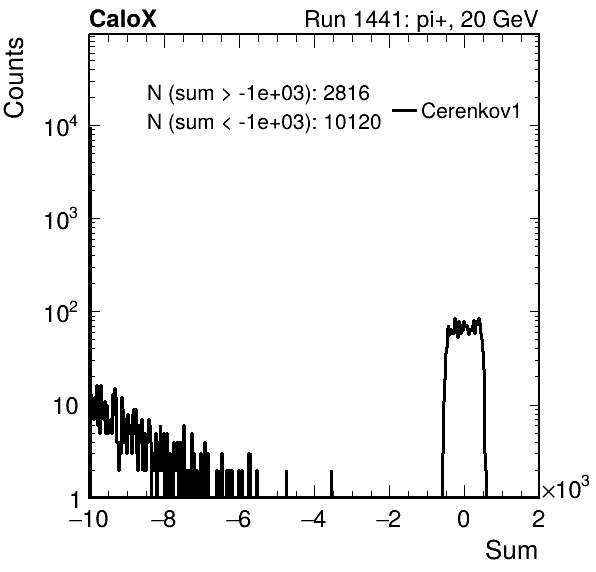 CaloX Run 1441: pi+, 20 GeV
Counts
N (sum > -1e+03): 2816
N (sum < -1e+03): 10120
Cerenkov1
10⁴
10³
10²
10
1
−10 −8 −6 −4 −2 0 2 ×10³
Sum